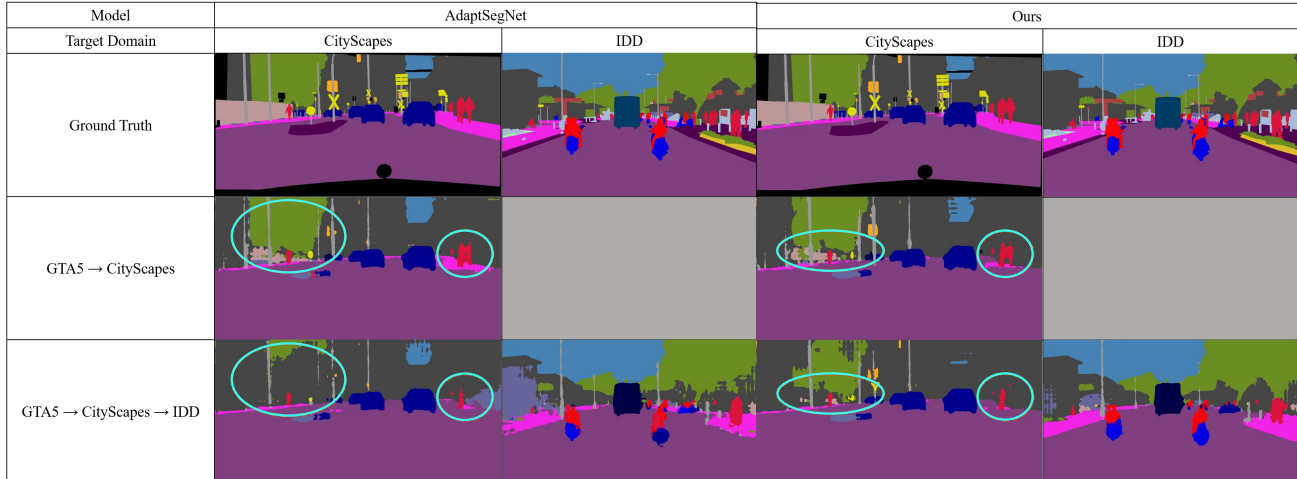 Model AdaptSegNet Ours
Target Domain CityScapes IDD CityScapes IDD
Ground Truth
GTA5 → CityScapes
GTA5 → CityScapes → IDD